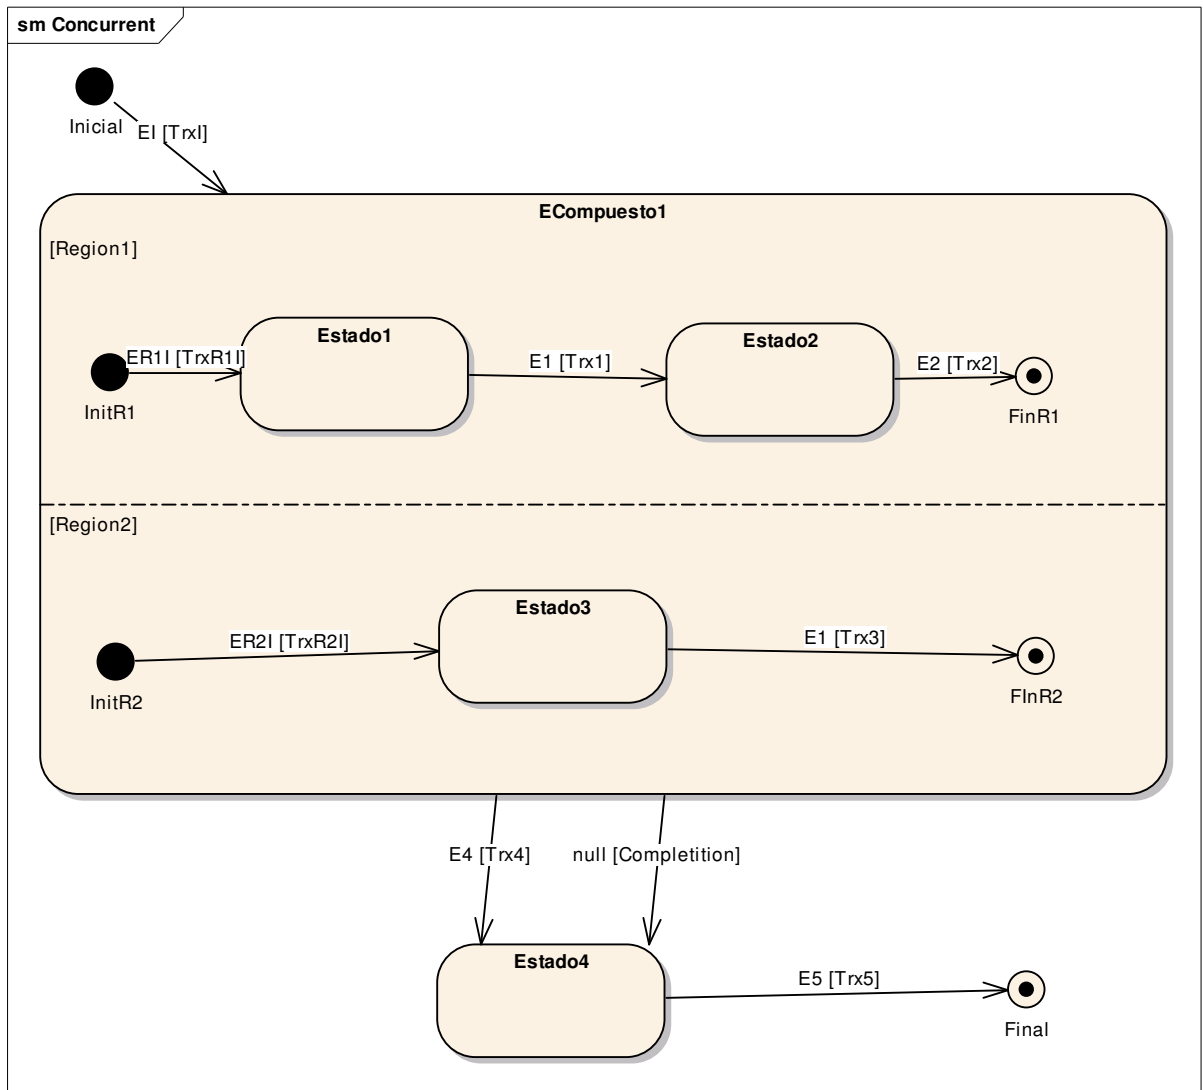 sm Concurrent
Inicial
EI [TrxI]
ECompuesto1
[Region1]
Estado1
Estado2
ER1I [TrxR1I]
E1 [Trx1]
E2 [Trx2]
InitR1
FinR1
[Region2]
Estado3
ER2I [TrxR2I]
E1 [Trx3]
InitR2
FInR2
E4 [Trx4]
null [Completition]
Estado4
E5 [Trx5]
Final